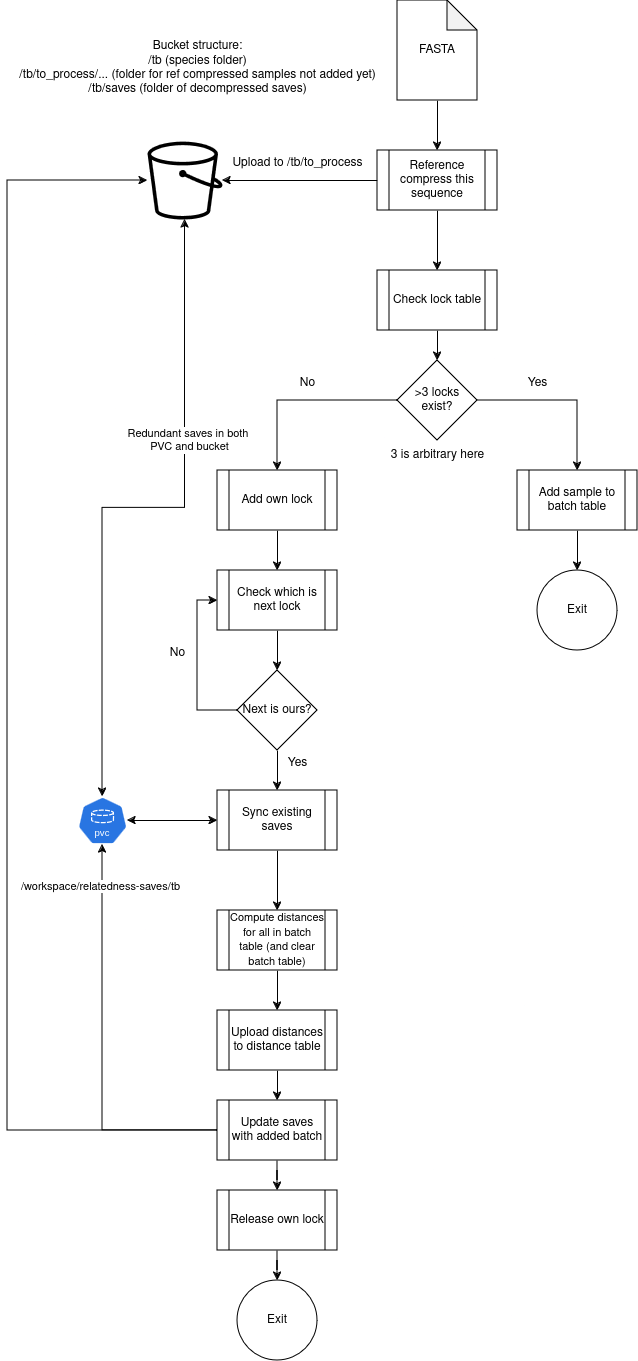 Bucket structure:
/tb (species folder)
/tb/to_process/... (folder for ref compressed samples not added yet)
/tb/saves (folder of decompressed saves)
FASTA
Upload to /tb/to_process
Reference
compress this
sequence
Check lock table
No
>3 locks
exist?
Yes
3 is arbitrary here
Redundant saves in both
PVC and bucket
Add own lock
Add sample to
batch table
Check which is
next lock
Exit
No
Next is ours?
Yes
Sync existing
saves
pvc
/workspace/relatedness-saves/tb
Compute distances
for all in batch
table (and clear
batch table)
Upload distances
to distance table
Update saves
with added batch
Release own lock
Exit